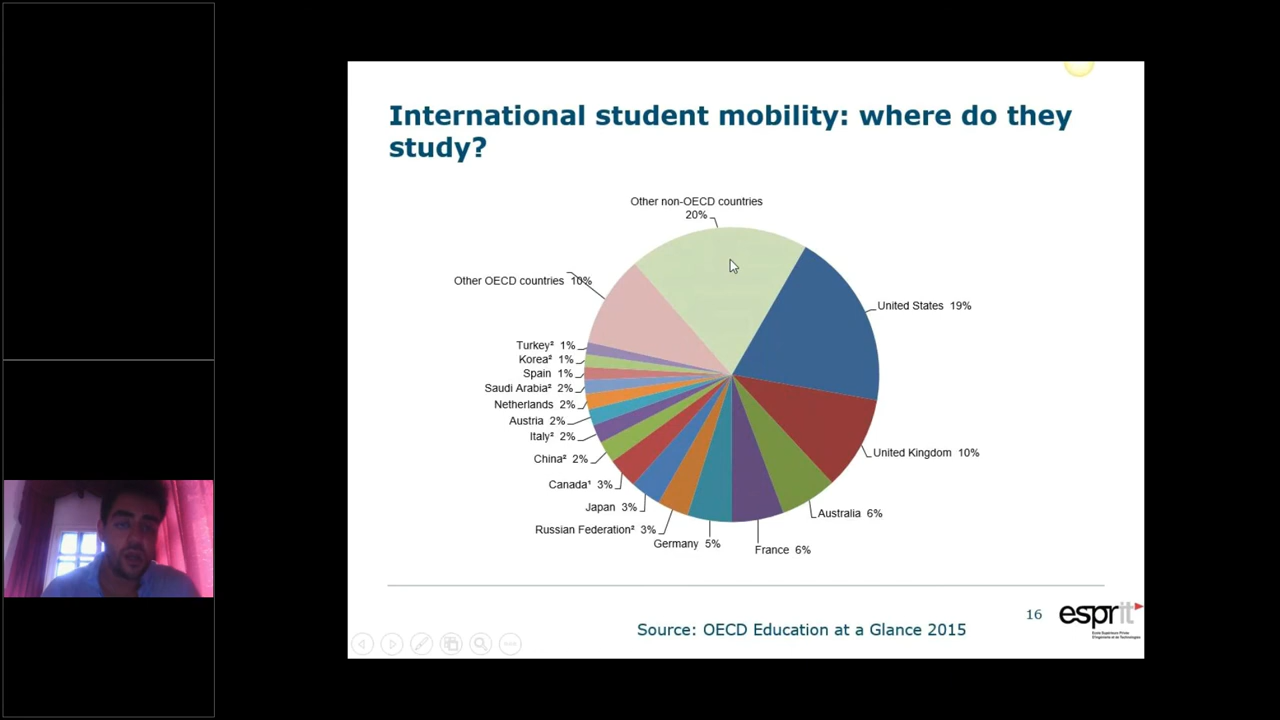 International student mobility: where do they
study?
Other non-OECD countries
20%
Other OECD countries 10%
United States 19%
Turkey² 1%
Korea² 1%
Spain 1%
Saudi Arabia² 2%
Netherlands 2%
Austria 2%
Italy² 2%
United Kingdom 10%
China² 2%
Canada¹ 3%
Japan 3%
Australia 6%
Russian Federation² 3%
Germany 5%
France 6%
16
esprit
Source: OECD Education at a Glance 2015